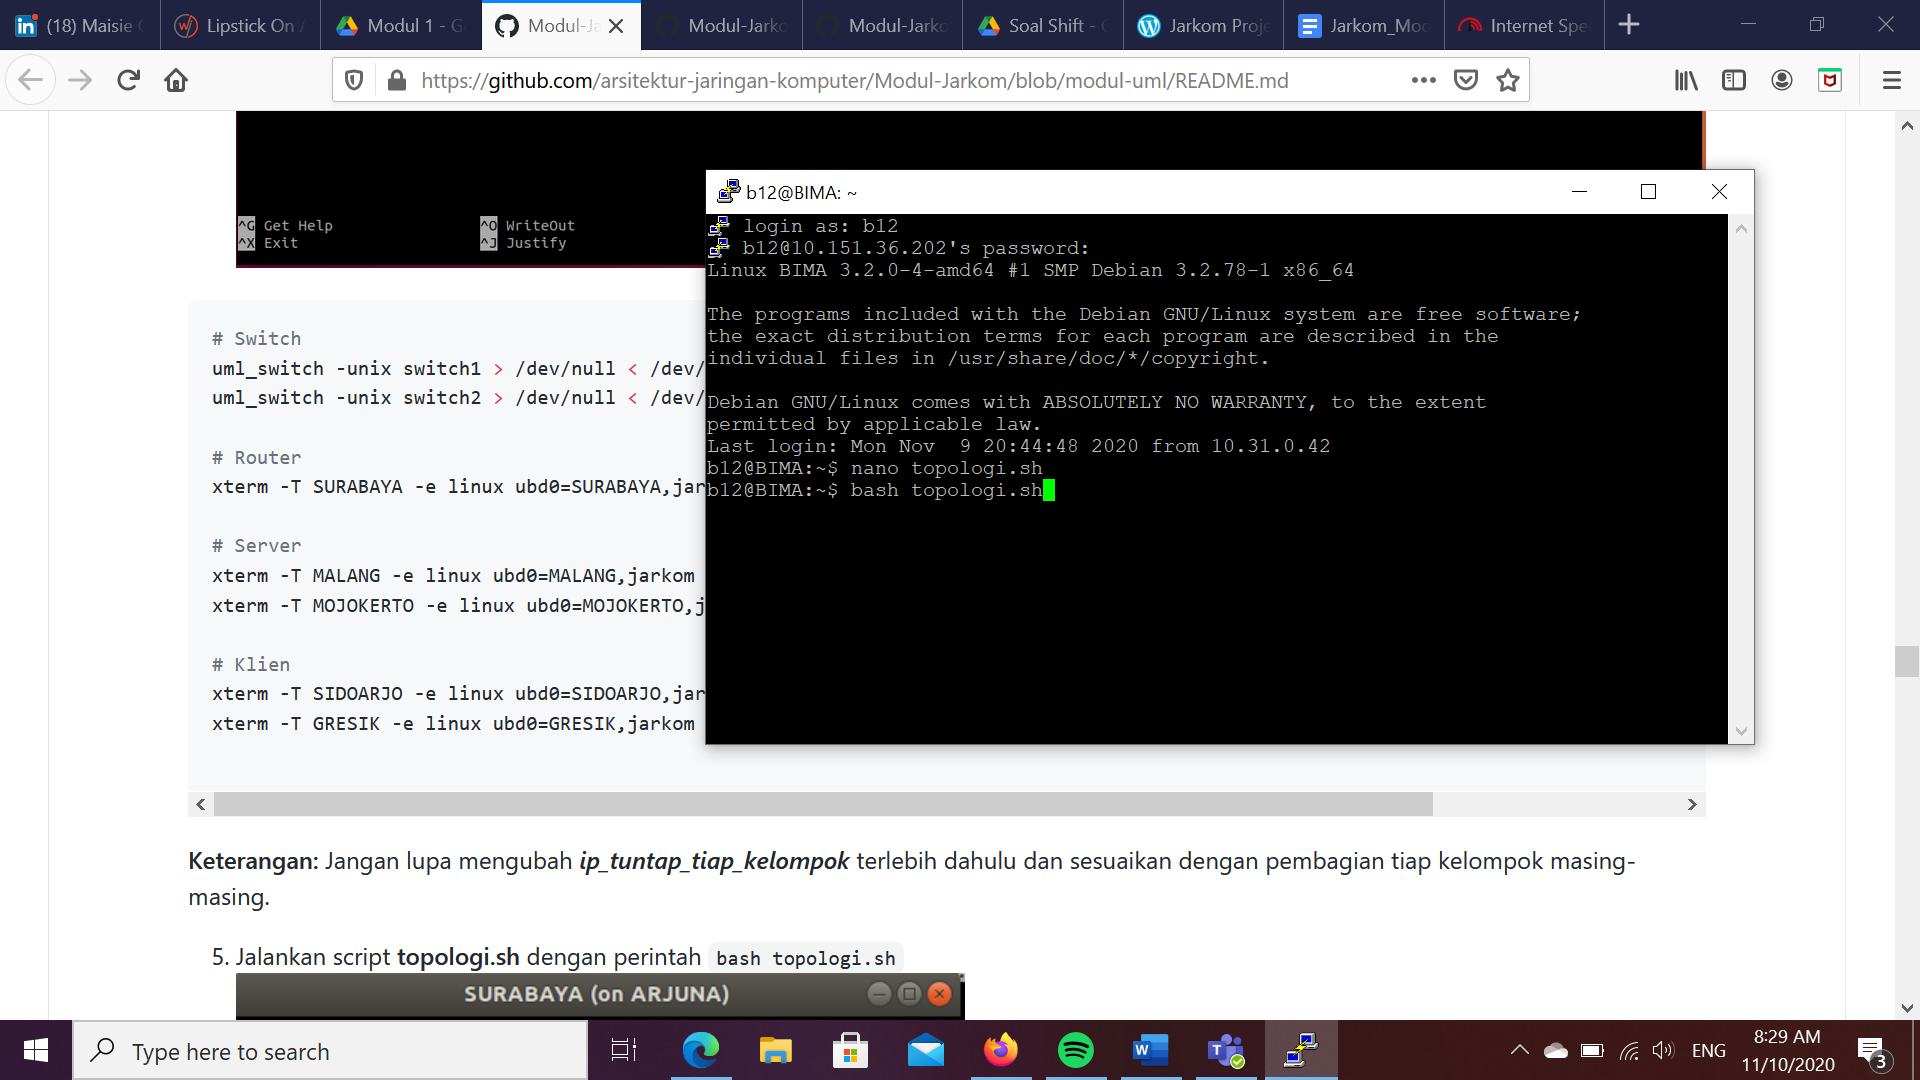 (18) Maisie
Lipstick On
Modul 1 - G
Modul-Ja
Modul-Jarko
Modul-Jarko
Soal Shift -
Jarkom Proje
Jarkom_Mod
Internet Spe
https://github.com/arsitektur-jaringan-komputer/Modul-Jarkom/blob/modul-uml/README.md
^G Get Help ^O WriteOut
^X Exit ^J Justify
# Switch
uml_switch -unix switch1 > /dev/null < /dev/
uml_switch -unix switch2 > /dev/null < /dev/
# Router
xterm -T SURABAYA -e linux ubd0=SURABAYA,jar
# Server
xterm -T MALANG -e linux ubd0=MALANG,jarkom
xterm -T MOJOKERTO -e linux ubd0=MOJOKERTO,j
# Klien
xterm -T SIDOARJO -e linux ubd0=SIDOARJO,jar
xterm -T GRESIK -e linux ubd0=GRESIK,jarkom
b12@BIMA: ~
login as: b12
b12@10.151.36.202's password:
Linux BIMA 3.2.0-4-amd64 #1 SMP Debian 3.2.78-1 x86_64
The programs included with the Debian GNU/Linux system are free software;
the exact distribution terms for each program are described in the
individual files in /usr/share/doc/*/copyright.
Debian GNU/Linux comes with ABSOLUTELY NO WARRANTY, to the extent
permitted by applicable law.
Last login: Mon Nov  9 20:44:48 2020 from 10.31.0.42
b12@BIMA:~$ nano topologi.sh
b12@BIMA:~$ bash topologi.sh
Keterangan: Jangan lupa mengubah ip_tuntap_tiap_kelompok terlebih dahulu dan sesuaikan dengan pembagian tiap kelompok masing-
masing.
5. Jalankan script topologi.sh dengan perintah bash topologi.sh
SURABAYA (on ARJUNA)
Type here to search
ENG
8:29 AM
11/10/2020
3